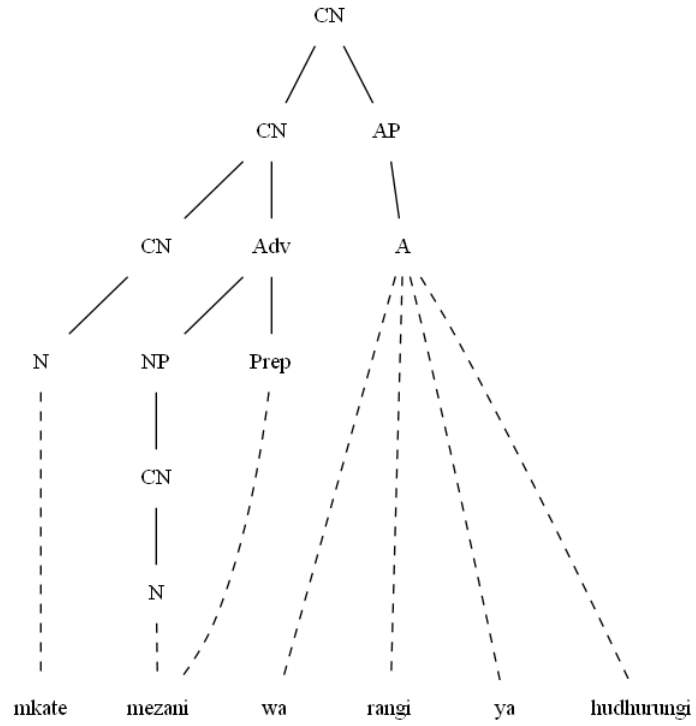 CN
CN AP
CN Adv A
N NP Prep
CN
N
mkate mezani wa rangi ya hudhurungi